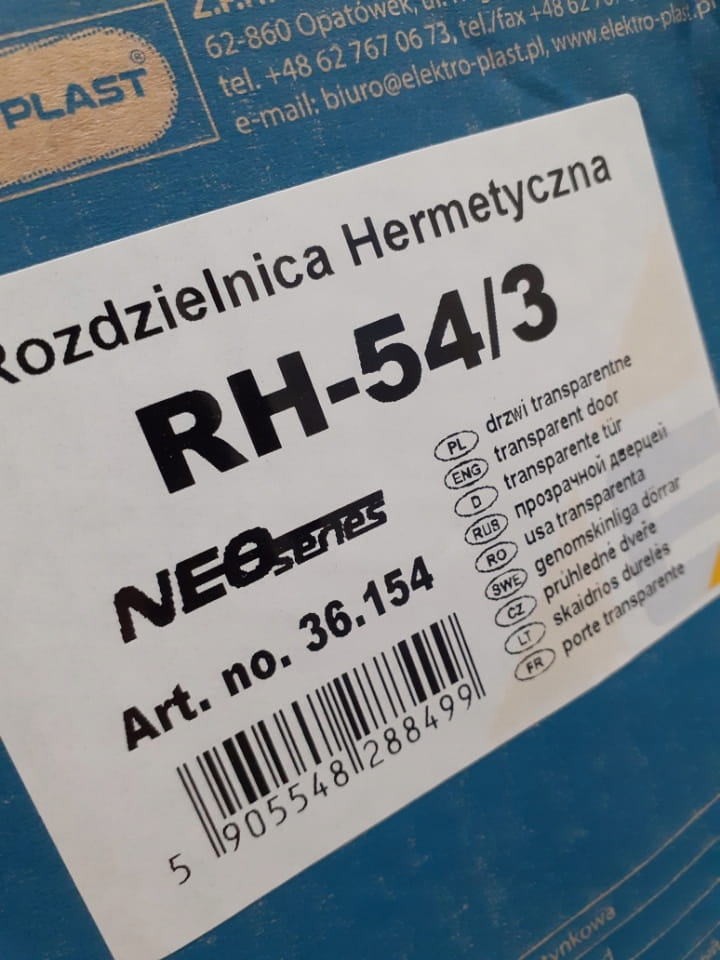 PLAST®
62-860 Opatówek, ul.
tel. +48 62 767 06 73, tel./fax +48 62 76
e-mail: biuro@elektro-plast.pl, www.elektro-plast.pl
Rozdzielnica Hermetyczna
RH-54/3
PL drzwi transparentne
ENG transparent door
D transparente tür
RUS прозрачной дверцей
RO usa transparenta
SWE genomskinliga dörrar
CZ průhledné dveře
LT skaidrios durelės
FR porte transparente
NEO series
Art. no. 36.154
5 905548 288499